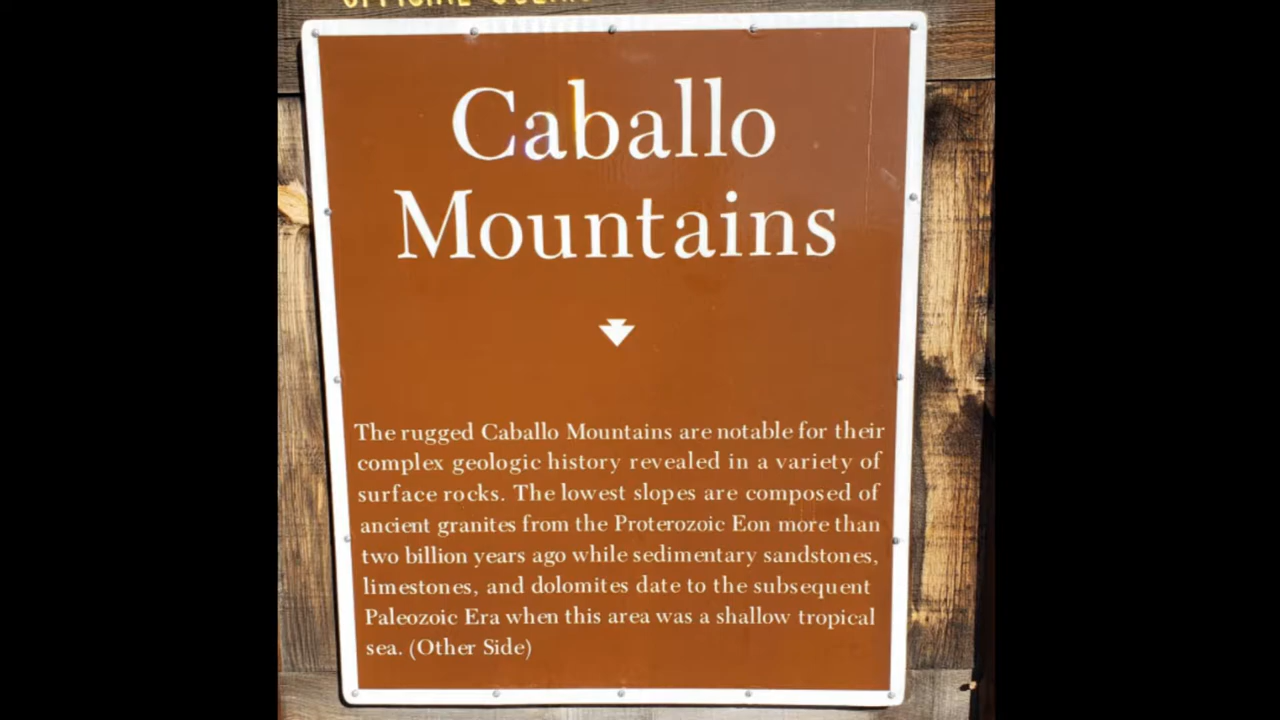 OFFICIAL SCENIC
Caballo
Mountains
The rugged Caballo Mountains are notable for their
complex geologic history revealed in a variety of
surface rocks. The lowest slopes are composed of
ancient granites from the Proterozoic Eon more than
two billion years ago while sedimentary sandstones,
limestones, and dolomites date to the subsequent
Paleozoic Era when this area was a shallow tropical
sea. (Other Side)